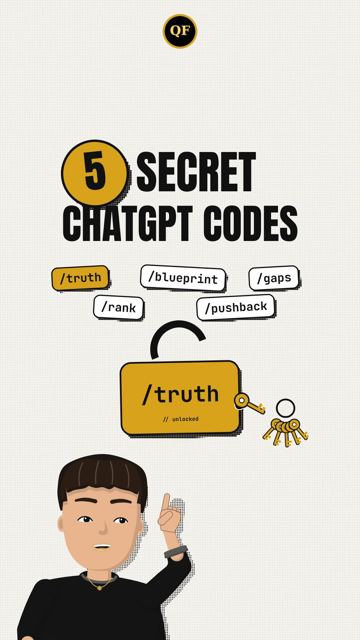 QF
5 SECRET
CHATGPT CODES
/truth /blueprint /gaps
/rank /pushback
/truth
// unlocked